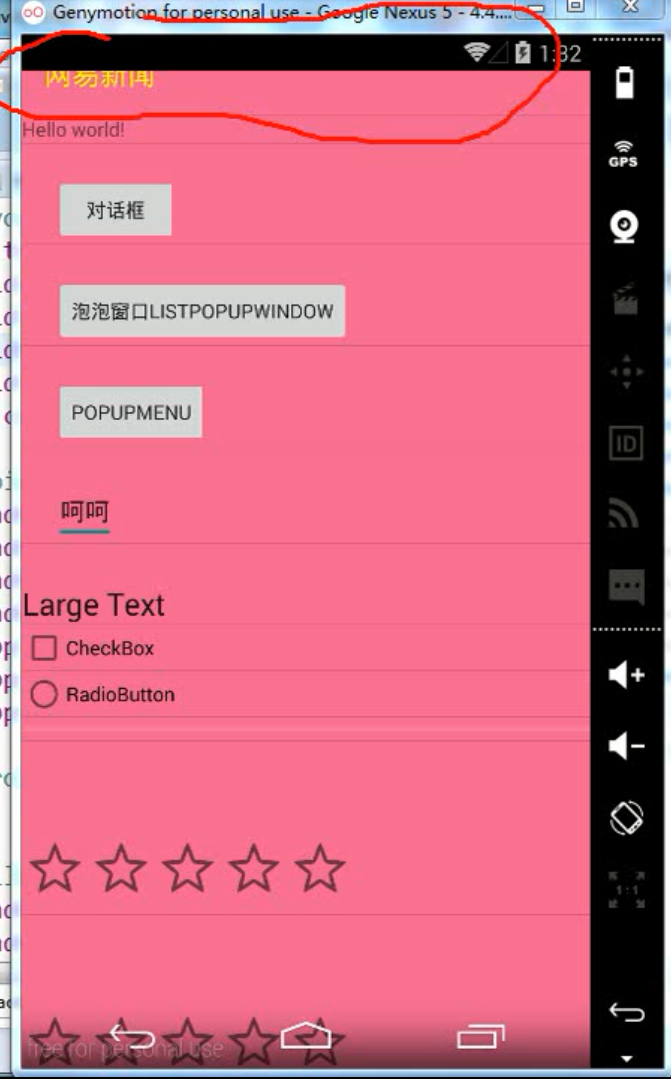 Genymotion for personal use - Google Nexus 5 - 4.4....
1:32
网易新闻
GPS
Hello world!
对话框
泡泡窗口LISTPOPUPWINDOW
POPUPMENU
ID
呵呵
Large Text
CheckBox
RadioButton
1:1
free for personal use